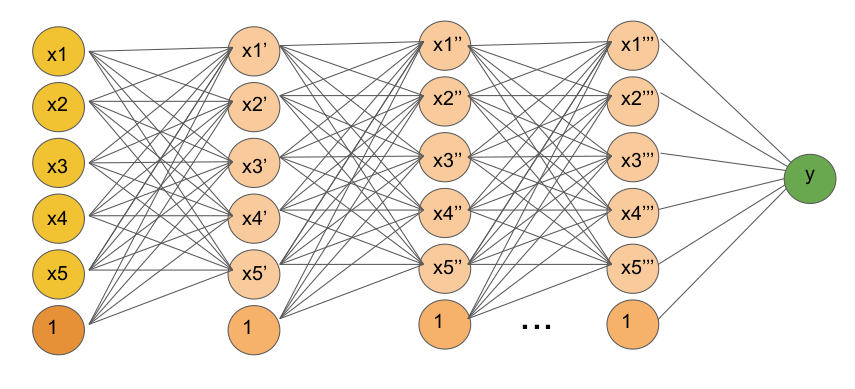 x1 x1’ x1’’ x1’’’
x2 x2’ x2’’ x2’’’
x3 x3’ x3’’ x3’’’
y
x4 x4’ x4’’ x4’’’
x5 x5’ x5’’ x5’’’
1 1 1 ... 1